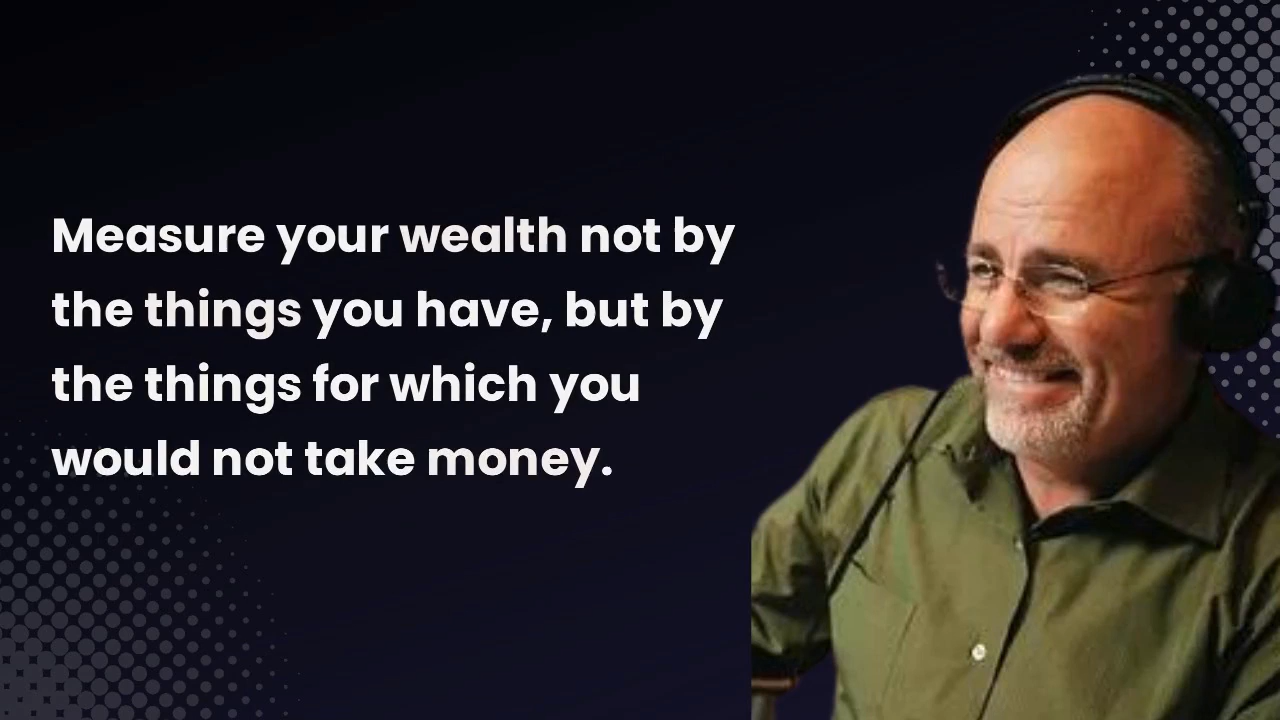 Measure your wealth not by
the things you have, but by
the things for which you
would not take money.